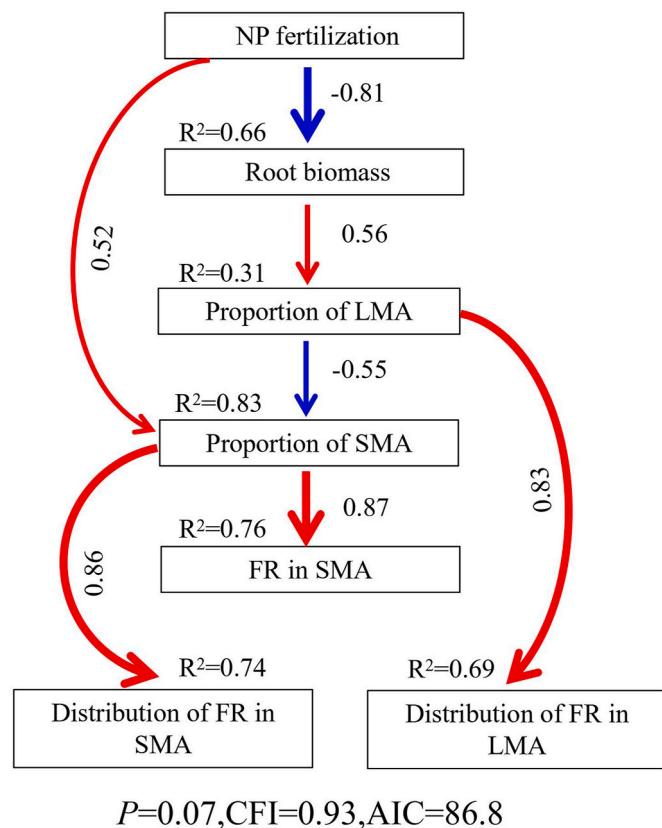 NP fertilization
-0.81
R²=0.66
Root biomass
0.52
0.56
R²=0.31
Proportion of LMA
-0.55
R²=0.83
Proportion of SMA
0.83
0.87
R²=0.76
FR in SMA
0.86
R²=0.74
Distribution of FR in
SMA
R²=0.69
Distribution of FR in
LMA
P=0.07,CFI=0.93,AIC=86.8